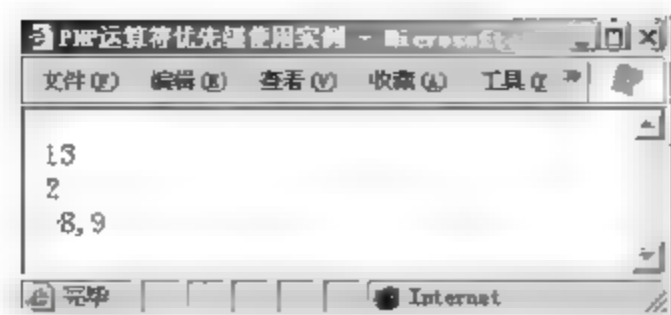 PHP运算符优先级使用实例 - Microsoft
文件(F) 编辑(E) 查看(V) 收藏(A) 工具(T »
13
2
8,9
完毕 Internet